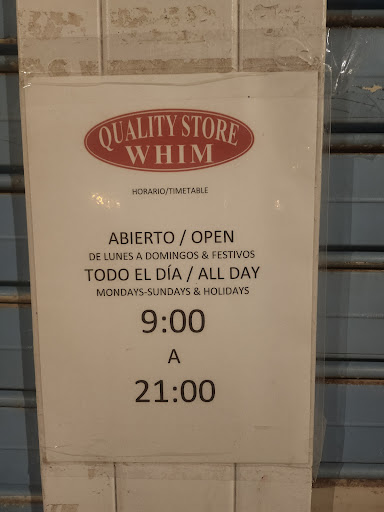 QUALITY STORE
WHIM
HORARIO/TIMETABLE
ABIERTO / OPEN
DE LUNES A DOMINGOS & FESTIVOS
TODO EL DÍA / ALL DAY
MONDAYS-SUNDAYS & HOLIDAYS
9:00
A
21:00